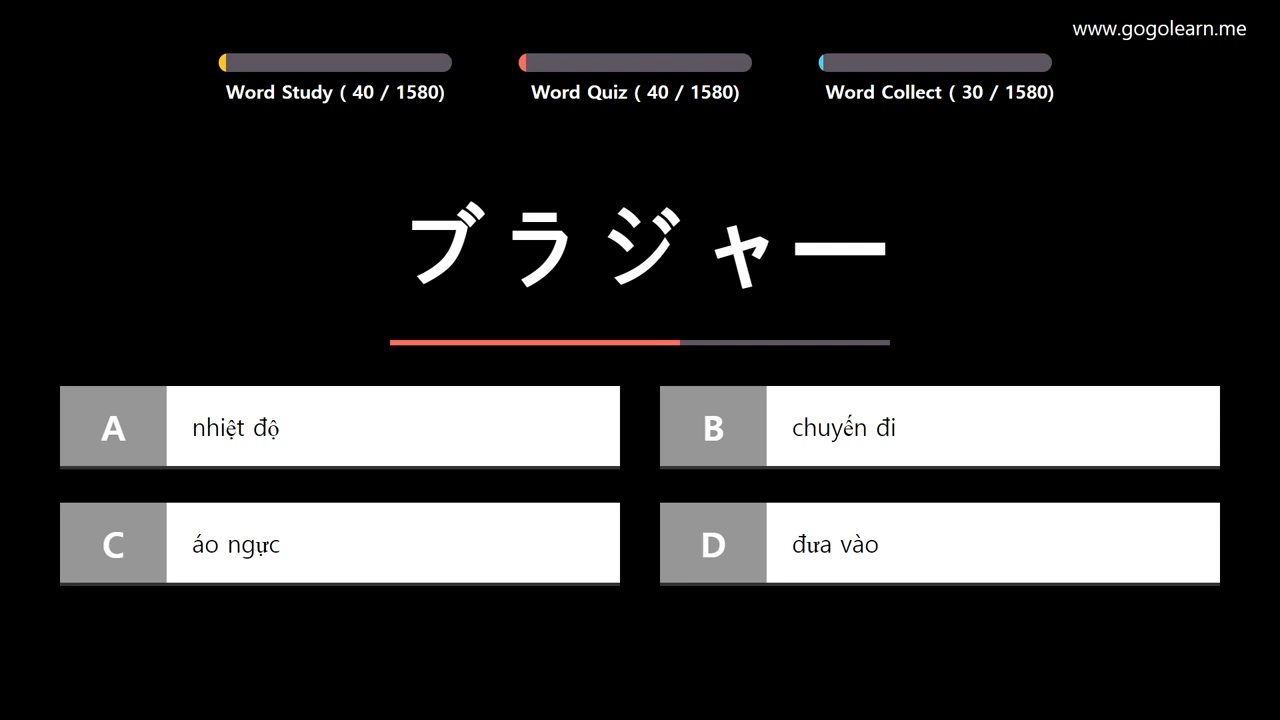 www.gogolearn.me
Word Study ( 40 / 1580)
Word Quiz ( 40 / 1580)
Word Collect ( 30 / 1580)
ブラジャー
A nhiệt độ
B chuyến đi
C áo ngực
D đưa vào